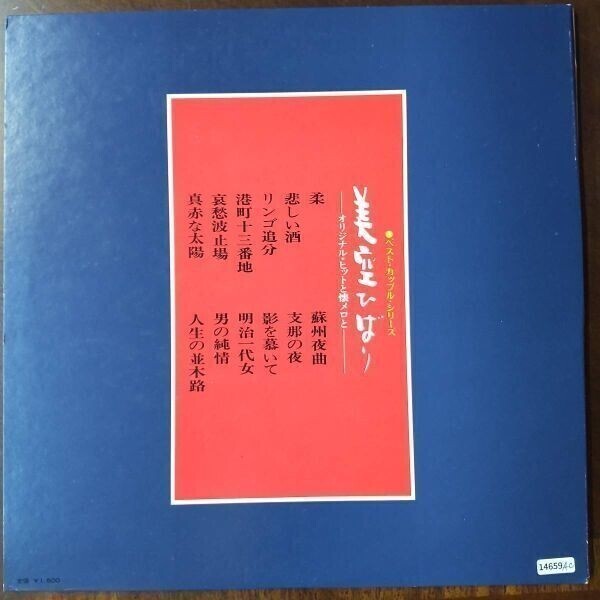 ●ベスト・カップル・シリーズ
美空ひばり
──オリジナル・ヒットと懐メロと──
柔
悲しい酒
リンゴ追分
港町十三番地
哀愁波止場
真赤な太陽
蘇州夜曲
支那の夜
影を慕いて
明治一代女
男の純情
人生の並木路
定価 ¥1,800